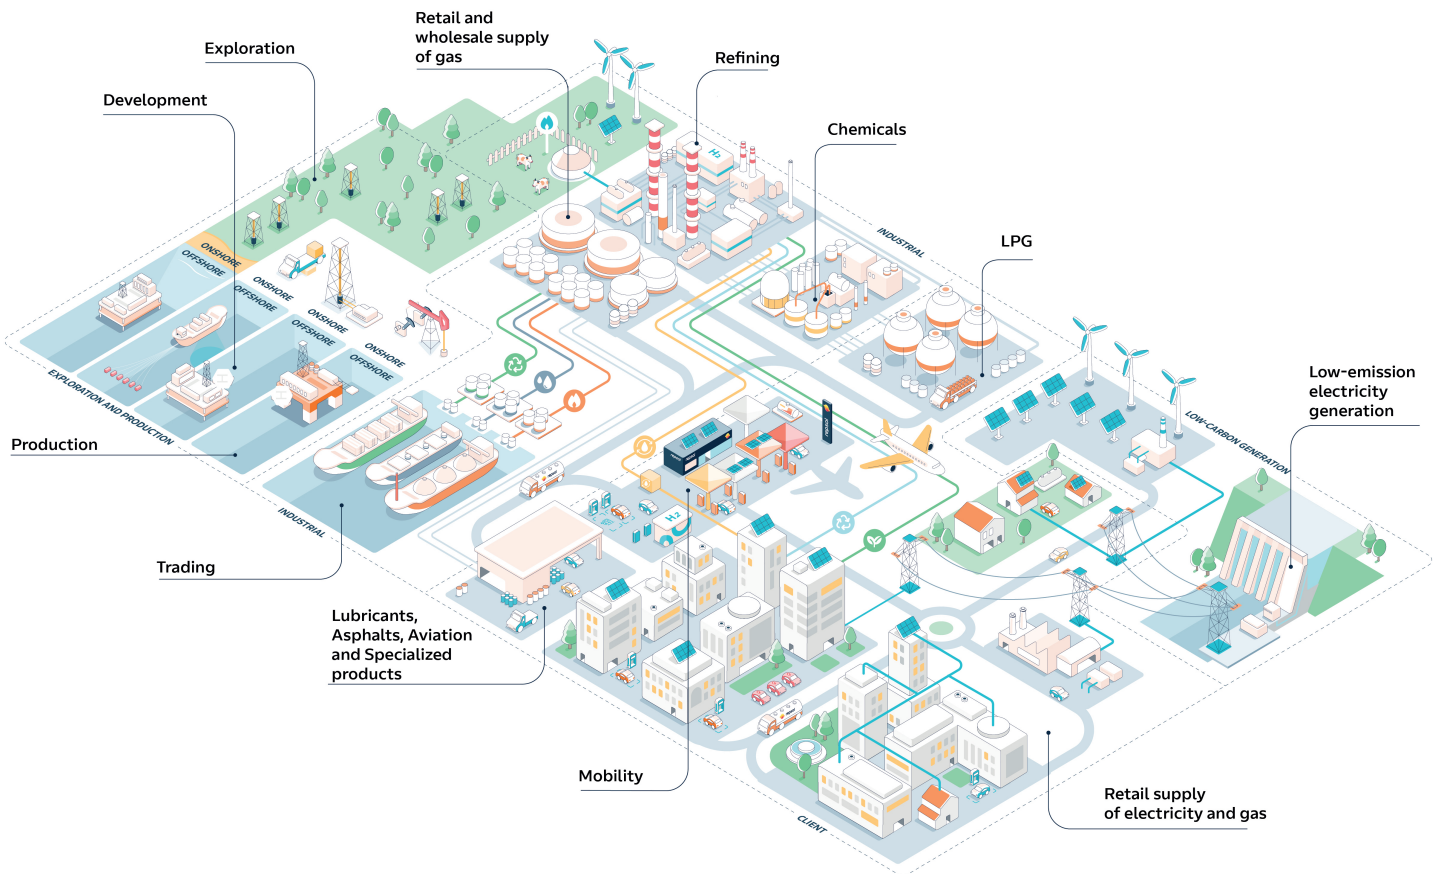 Retail and
wholesale supply
of gas
Exploration
Refining
Development
Chemicals
H2
LPG
INDUSTRIAL
ONSHORE
OFFSHORE
ONSHORE
OFFSHORE
ONSHORE
OFFSHORE
ONSHORE
OFFSHORE
EXPLORATION AND PRODUCTION
Low-emission
electricity
generation
LOW-CARBON GENERATION
Production
INDUSTRIAL
H2
Trading
Lubricants,
Asphalts, Aviation
and Specialized
products
Mobility
Retail supply
of electricity and gas
CLIENT